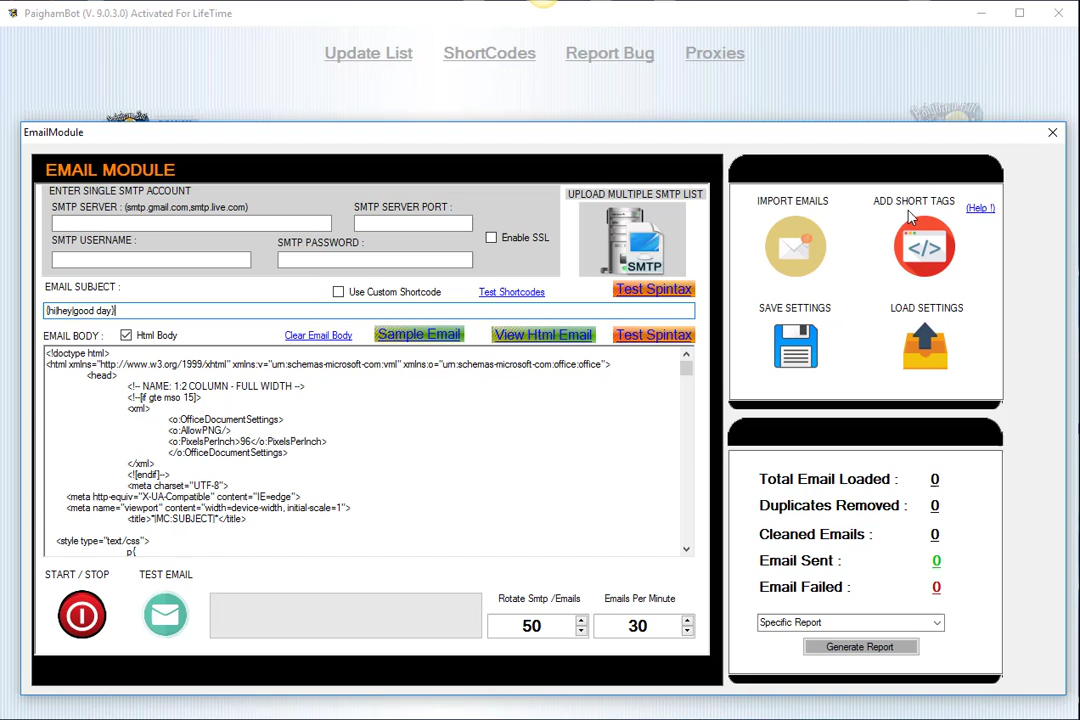 PaighamBot (V. 9.0.3.0) Activated For LifeTime
Update List ShortCodes Report Bug Proxies
EmailModule
EMAIL MODULE
ENTER SINGLE SMTP ACCOUNT
SMTP SERVER : (smtp.gmail.com,smtp.live.com)
SMTP SERVER PORT :
UPLOAD MULTIPLE SMTP LIST
SMTP USERNAME :
SMTP PASSWORD :
Enable SSL
SMTP
EMAIL SUBJECT :
Use Custom Shortcode
Test Shortcodes
Test Spintax
{hi|hey|good day}
EMAIL BODY :
Html Body
Clear Email Body
Sample Email
View Html Email
Test Spintax
<!doctype html>
<html xmlns="http://www.w3.org/1999/xhtml" xmlns:v="urn:schemas-microsoft-com:vml" xmlns:o="urn:schemas-microsoft-com:office:office">
<head>
<!-- NAME: 1:2 COLUMN - FULL WIDTH -->
<!--[if gte mso 15]>
<xml>
<o:OfficeDocumentSettings>
<o:AllowPNG/>
<o:PixelsPerInch>96</o:PixelsPerInch>
</o:OfficeDocumentSettings>
</xml>
<![endif]-->
<meta charset="UTF-8">
<meta http-equiv="X-UA-Compatible" content="IE=edge">
<meta name="viewport" content="width=device-width, initial-scale=1">
<title>*|MC:SUBJECT|*</title>
<style type="text/css">
p{
START / STOP
TEST EMAIL
Rotate Smtp /Emails
50
Emails Per Minute
30
IMPORT EMAILS
ADD SHORT TAGS
(Help !)
</>
SAVE SETTINGS
LOAD SETTINGS
Total Email Loaded : 0
Duplicates Removed : 0
Cleaned Emails : 0
Email Sent : 0
Email Failed : 0
Specific Report
Generate Report